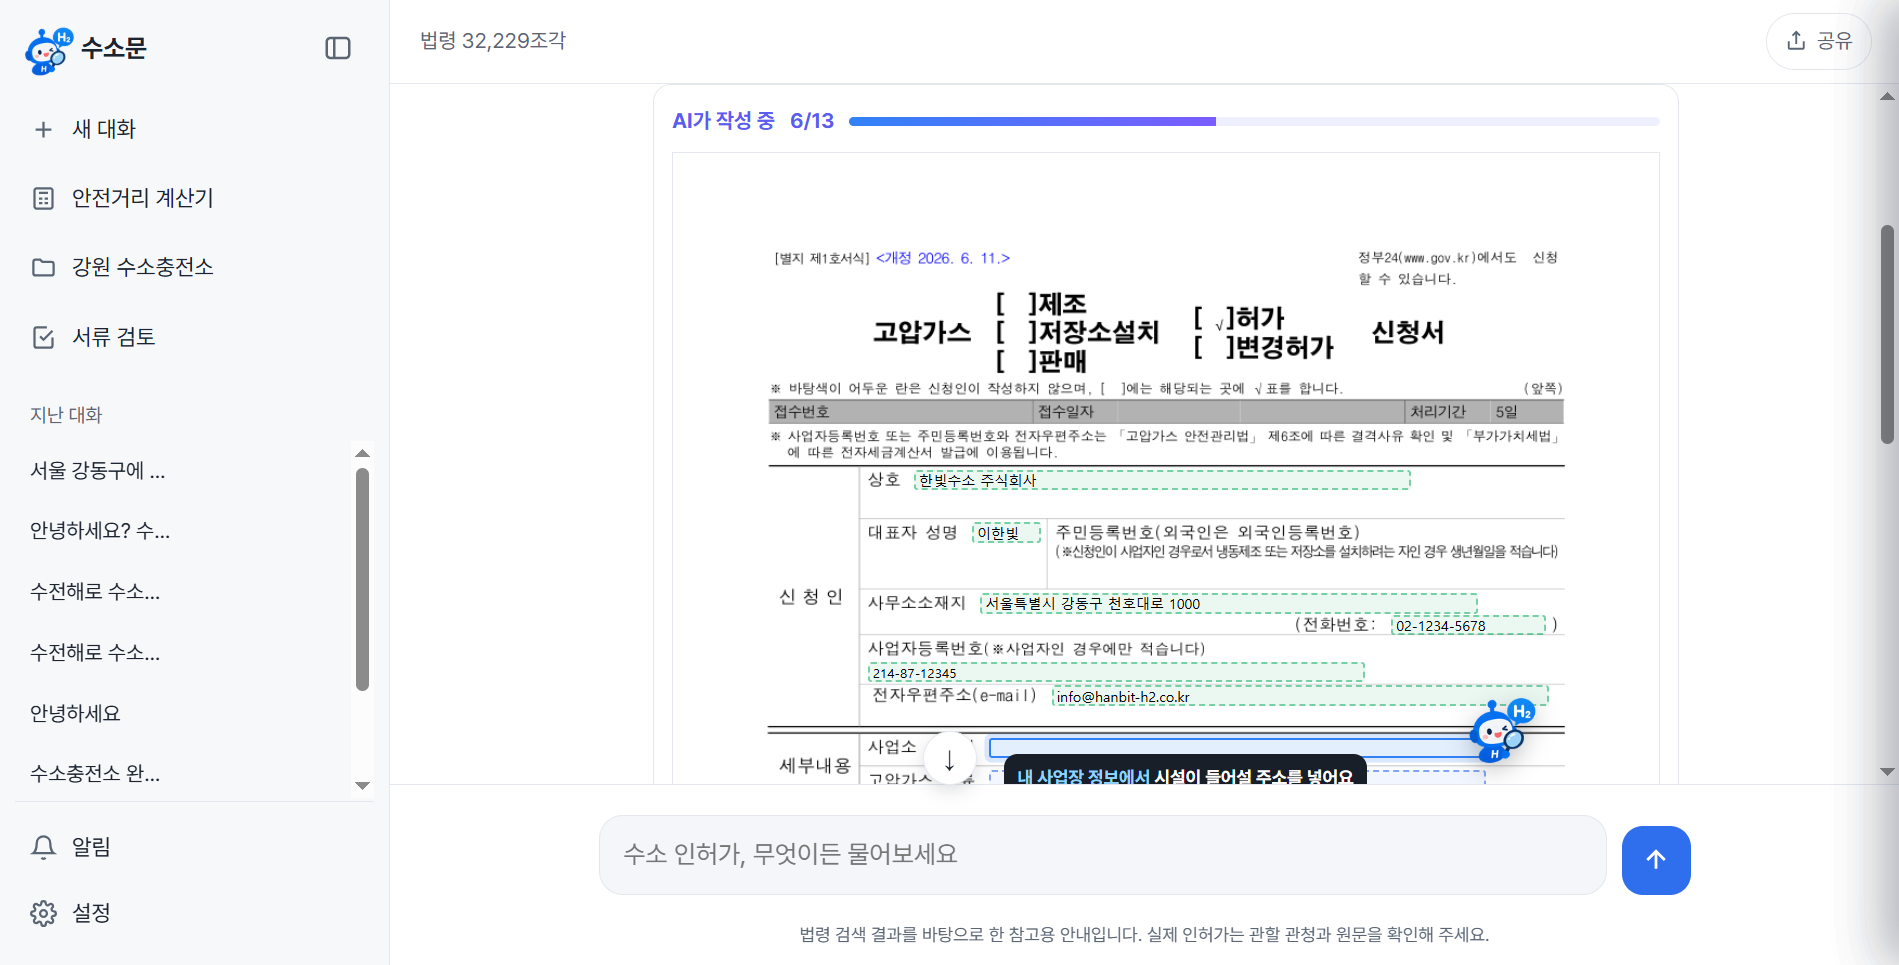 수소문
새 대화
안전거리 계산기
강원 수소충전소
서류 검토
지난 대화
서울 강동구에 ...
안녕하세요? 수...
수전해로 수소...
수전해로 수소...
안녕하세요
수소충전소 완...
알림
설정
법령 32,229조각
공유
AI가 작성 중 6/13
[별지 제1호서식] <개정 2026. 6. 11.>
정부24(www.gov.kr)에서도 신청
할 수 있습니다.
고압가스
[ ]제조
[ ]저장소설치
[ ]판매
[ √]허가
[ ]변경허가
신청서
※ 바탕색이 어두운 란은 신청인이 작성하지 않으며, [ ]에는 해당되는 곳에 √표를 합니다. (앞쪽)
접수번호 접수일자 처리기간 5일
※ 사업자등록번호 또는 주민등록번호와 전자우편주소는 「고압가스 안전관리법」 제6조에 따른 결격사유 확인 및 「부가가치세법」
에 따른 전자세금계산서 발급에 이용됩니다.
신청인
상호 한빛수소 주식회사
대표자 성명 이한빛 주민등록번호(외국인은 외국인등록번호)
(※신청인이 사업자인 경우로서 냉동제조 또는 저장소를 설치하려는 자인 경우 생년월일을 적습니다)
사무소소재지 서울특별시 강동구 천호대로 1000
(전화번호: 02-1234-5678 )
사업자등록번호(※사업자인 경우에만 적습니다)
214-87-12345
전자우편주소(e-mail) info@hanbit-h2.co.kr
세부내용
사업소
고압가스
내 사업장 정보에서 시설이 들어설 주소를 넣어요
H2
H
수소 인허가, 무엇이든 물어보세요
법령 검색 결과를 바탕으로 한 참고용 안내입니다. 실제 인허가는 관할 관청과 원문을 확인해 주세요.